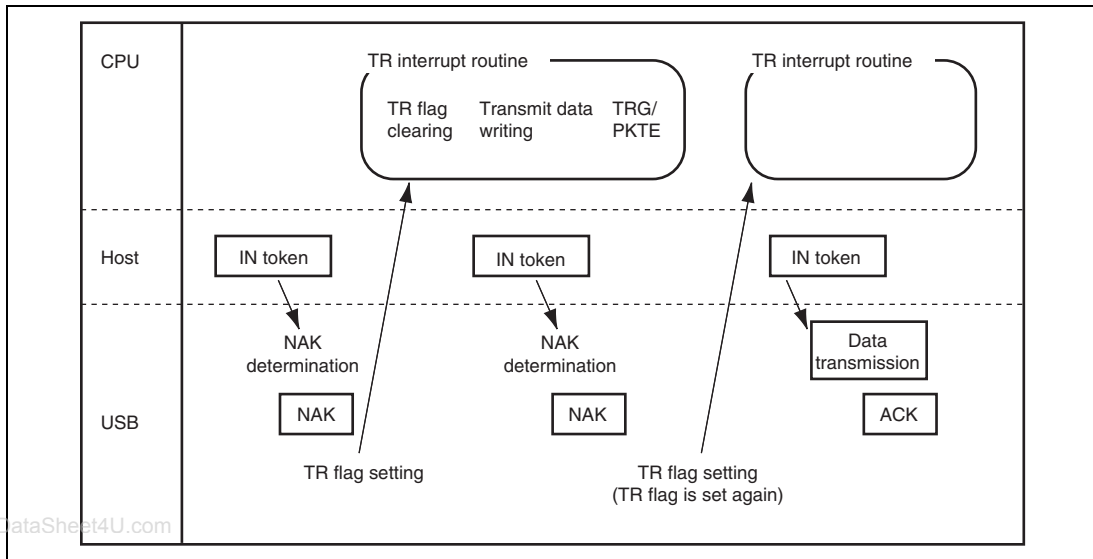 CPU
TR interrupt routine
TR flag clearing
Transmit data writing
TRG/
PKTE
TR interrupt routine
Host
IN token
IN token
IN token
USB
NAK
determination
NAK
TR flag setting
NAK
determination
NAK
TR flag setting
(TR flag is set again)
Data
transmission
ACK
DataSheet4U.com